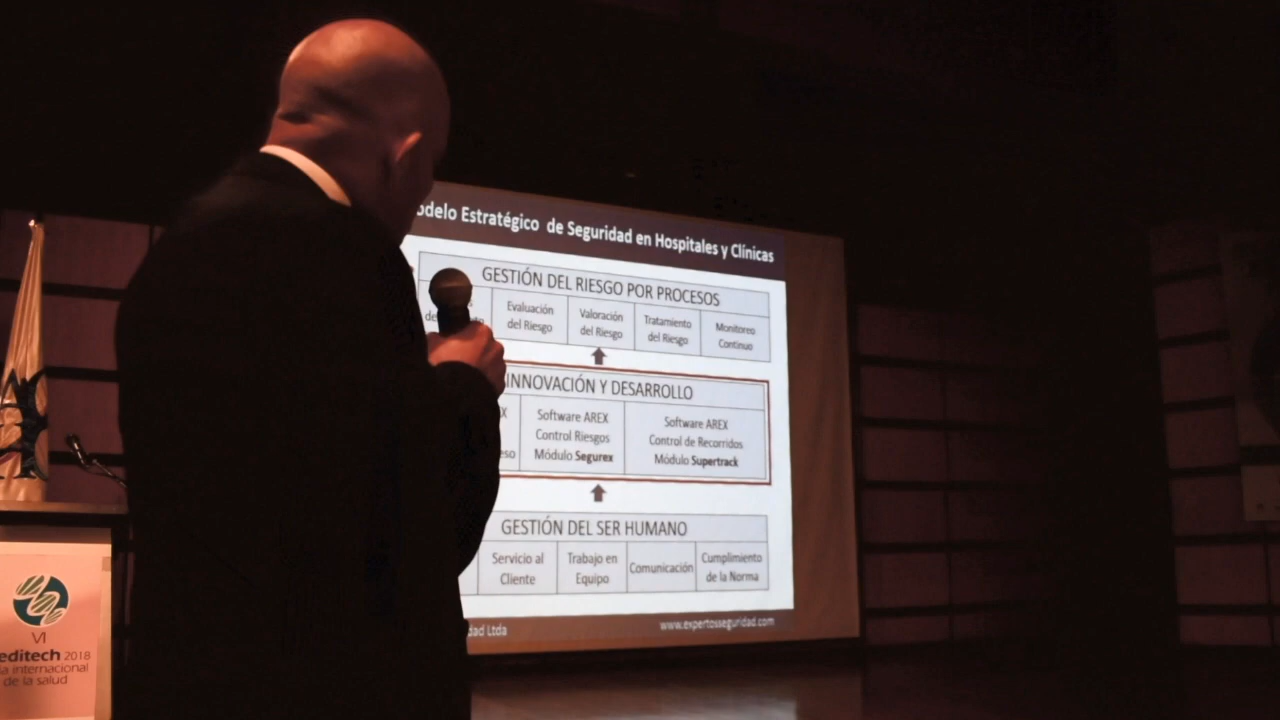 Estratégico de Seguridad en Hospitales y Clínicas
GESTIÓN DEL RIESGO POR PROCESOS
Evaluación
del Riesgo
Valoración
del Riesgo
Tratamiento
del Riesgo
Monitoreo
Continuo
INNOVACIÓN Y DESARROLLO
Software AREX
Control Riesgos
Módulo Segurex
Software AREX
Control de Recorridos
Módulo Supertrack
GESTIÓN DEL SER HUMANO
Servicio al
Cliente
Trabajo en
Equipo
Comunicación
Cumplimiento
de la Norma
Ltda
www.expertosseguridad.com
VI
editech 2018
internacional
de la salud